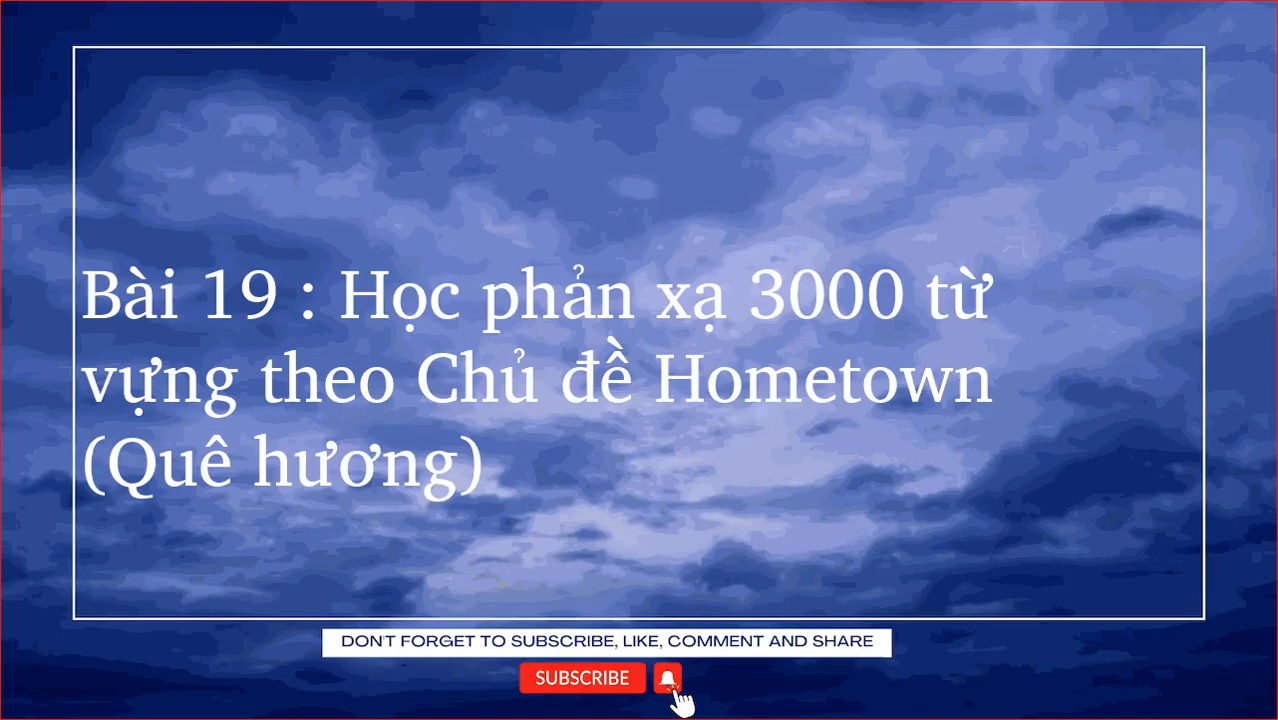 Bài 19 : Học phản xạ 3000 từ
vựng theo Chủ đề Hometown
(Quê hương)
DON'T FORGET TO SUBSCRIBE, LIKE, COMMENT AND SHARE
SUBSCRIBE